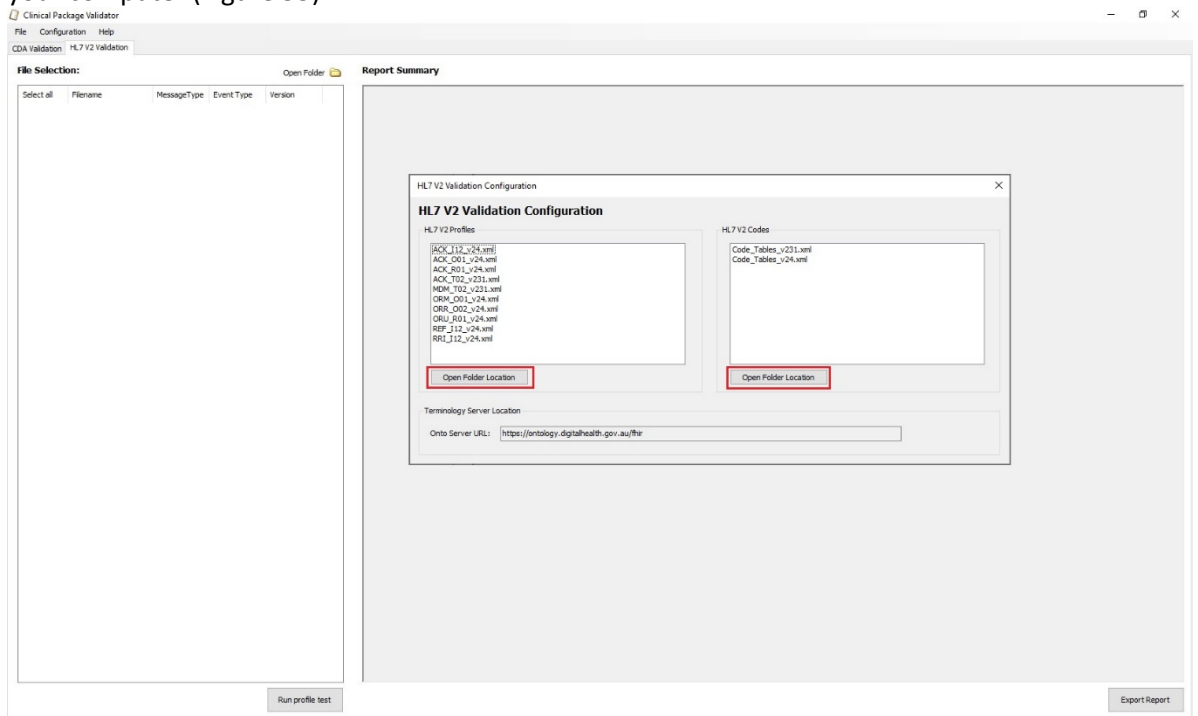 Clinical Package Validator
File Configuration Help
CDA Validation HL7 V2 Validation
File Selection:
Open Folder
Report Summary
Select all Filename MessageType Event Type Version
HL7 V2 Validation Configuration
HL7 V2 Validation Configuration
HL7 V2 Profiles
ACK_I12_v24.xml
ACK_O01_v24.xml
ACK_R01_v24.xml
ACK_T02_v231.xml
MDM_T02_v231.xml
ORM_O01_v24.xml
ORR_O02_v24.xml
ORU_R01_v24.xml
REF_I12_v24.xml
RRI_I12_v24.xml
Open Folder Location
HL7 V2 Codes
Code_Tables_v231.xml
Code_Tables_v24.xml
Open Folder Location
Terminology Server Location
Onto Server URL: https://ontology.digitalhealth.gov.au/fhir
Run profile test
Export Report